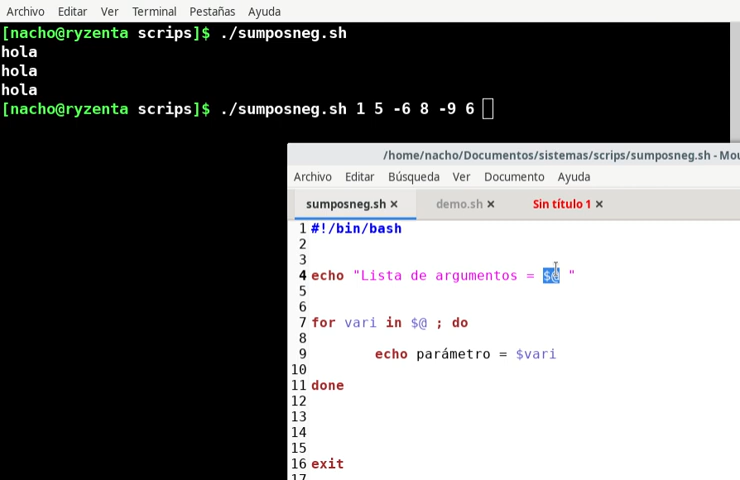 Archivo Editar Ver Terminal Pestañas Ayuda
[nacho@ryzenta scrips]$ ./sumposneg.sh
hola
hola
hola
[nacho@ryzenta scrips]$ ./sumposneg.sh 1 5 -6 8 -9 6
/home/nacho/Documentos/sistemas/scrips/sumposneg.sh - Mou
Archivo Editar Búsqueda Ver Documento Ayuda
sumposneg.sh × demo.sh × Sin título 1 ×
1 #!/bin/bash
2
3
4 echo "Lista de argumentos = $@ "
5
6
7 for vari in $@ ; do
8
9 echo parámetro = $vari
10
11 done
12
13
14
15
16 exit
17